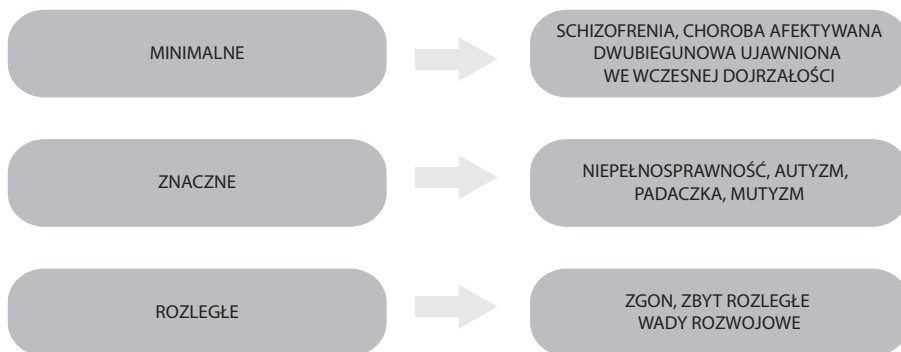 MINIMALNE
SCHIZOFRENIA, CHOROBA AFEKTYWANA
DWUBIEGUNOWA UJAWNIONA
WE WCZESNEJ DOJRZAŁOŚCI
ZNACZNE
NIEPEŁNOSPRAWNOŚĆ, AUTYZM,
PADACZKA, MUTYZM
ROZLEGŁE
ZGON, ZBYT ROZLEGŁE
WADY ROZWOJOWE